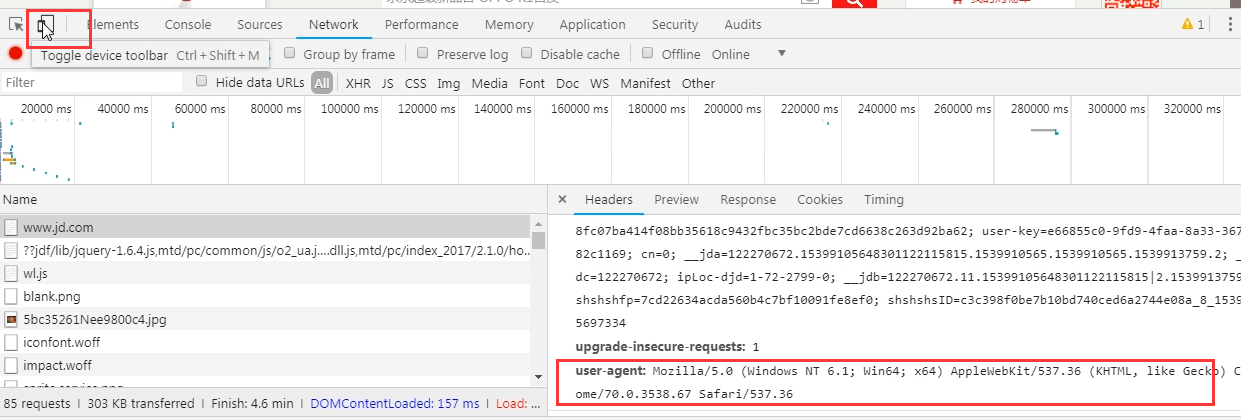 Elements Console Sources Network Performance Memory Application Security Audits 1
Toggle device toolbar Ctrl+Shift+M Group by frame Preserve log Disable cache Offline Online
Filter Hide data URLs All XHR JS CSS Img Media Font Doc WS Manifest Other
20000 ms 40000 ms 60000 ms 80000 ms 100000 ms 120000 ms 140000 ms 160000 ms 180000 ms 200000 ms 220000 ms 240000 ms 260000 ms 280000 ms 300000 ms 320000 ms
Name
www.jd.com
??jdf/lib/jquery-1.6.4.js,mtd/pc/common/js/o2_ua.j....dll.js,mtd/pc/index_2017/2.1.0/ho...
wl.js
blank.png
5bc35261Nee9800c4.jpg
iconfont.woff
impact.woff
85 requests | 303 KB transferred | Finish: 4.6 min | DOMContentLoaded: 157 ms | Load: ...
× Headers Preview Response Cookies Timing
8fc07ba414f08bb35618c9432fbc35bc2bde7cd6638c263d92ba62; user-key=e66855c0-9fd9-4faa-8a33-367
82c1169; cn=0; __jda=122270672.15399105648301122115815.1539910565.1539910565.1539913759.2; _
dc=122270672; ipLoc-djd=1-72-2799-0; __jdb=122270672.11.15399105648301122115815|2.1539913759
shshshfp=7cd22634acda560b4c7bf10091fe8ef0; shshshsID=c3c398f0be7b10bd740ced6a2744e08a_8_1539
5697334
upgrade-insecure-requests: 1
user-agent: Mozilla/5.0 (Windows NT 6.1; Win64; x64) AppleWebKit/537.36 (KHTML, like Gecko) C
ome/70.0.3538.67 Safari/537.36